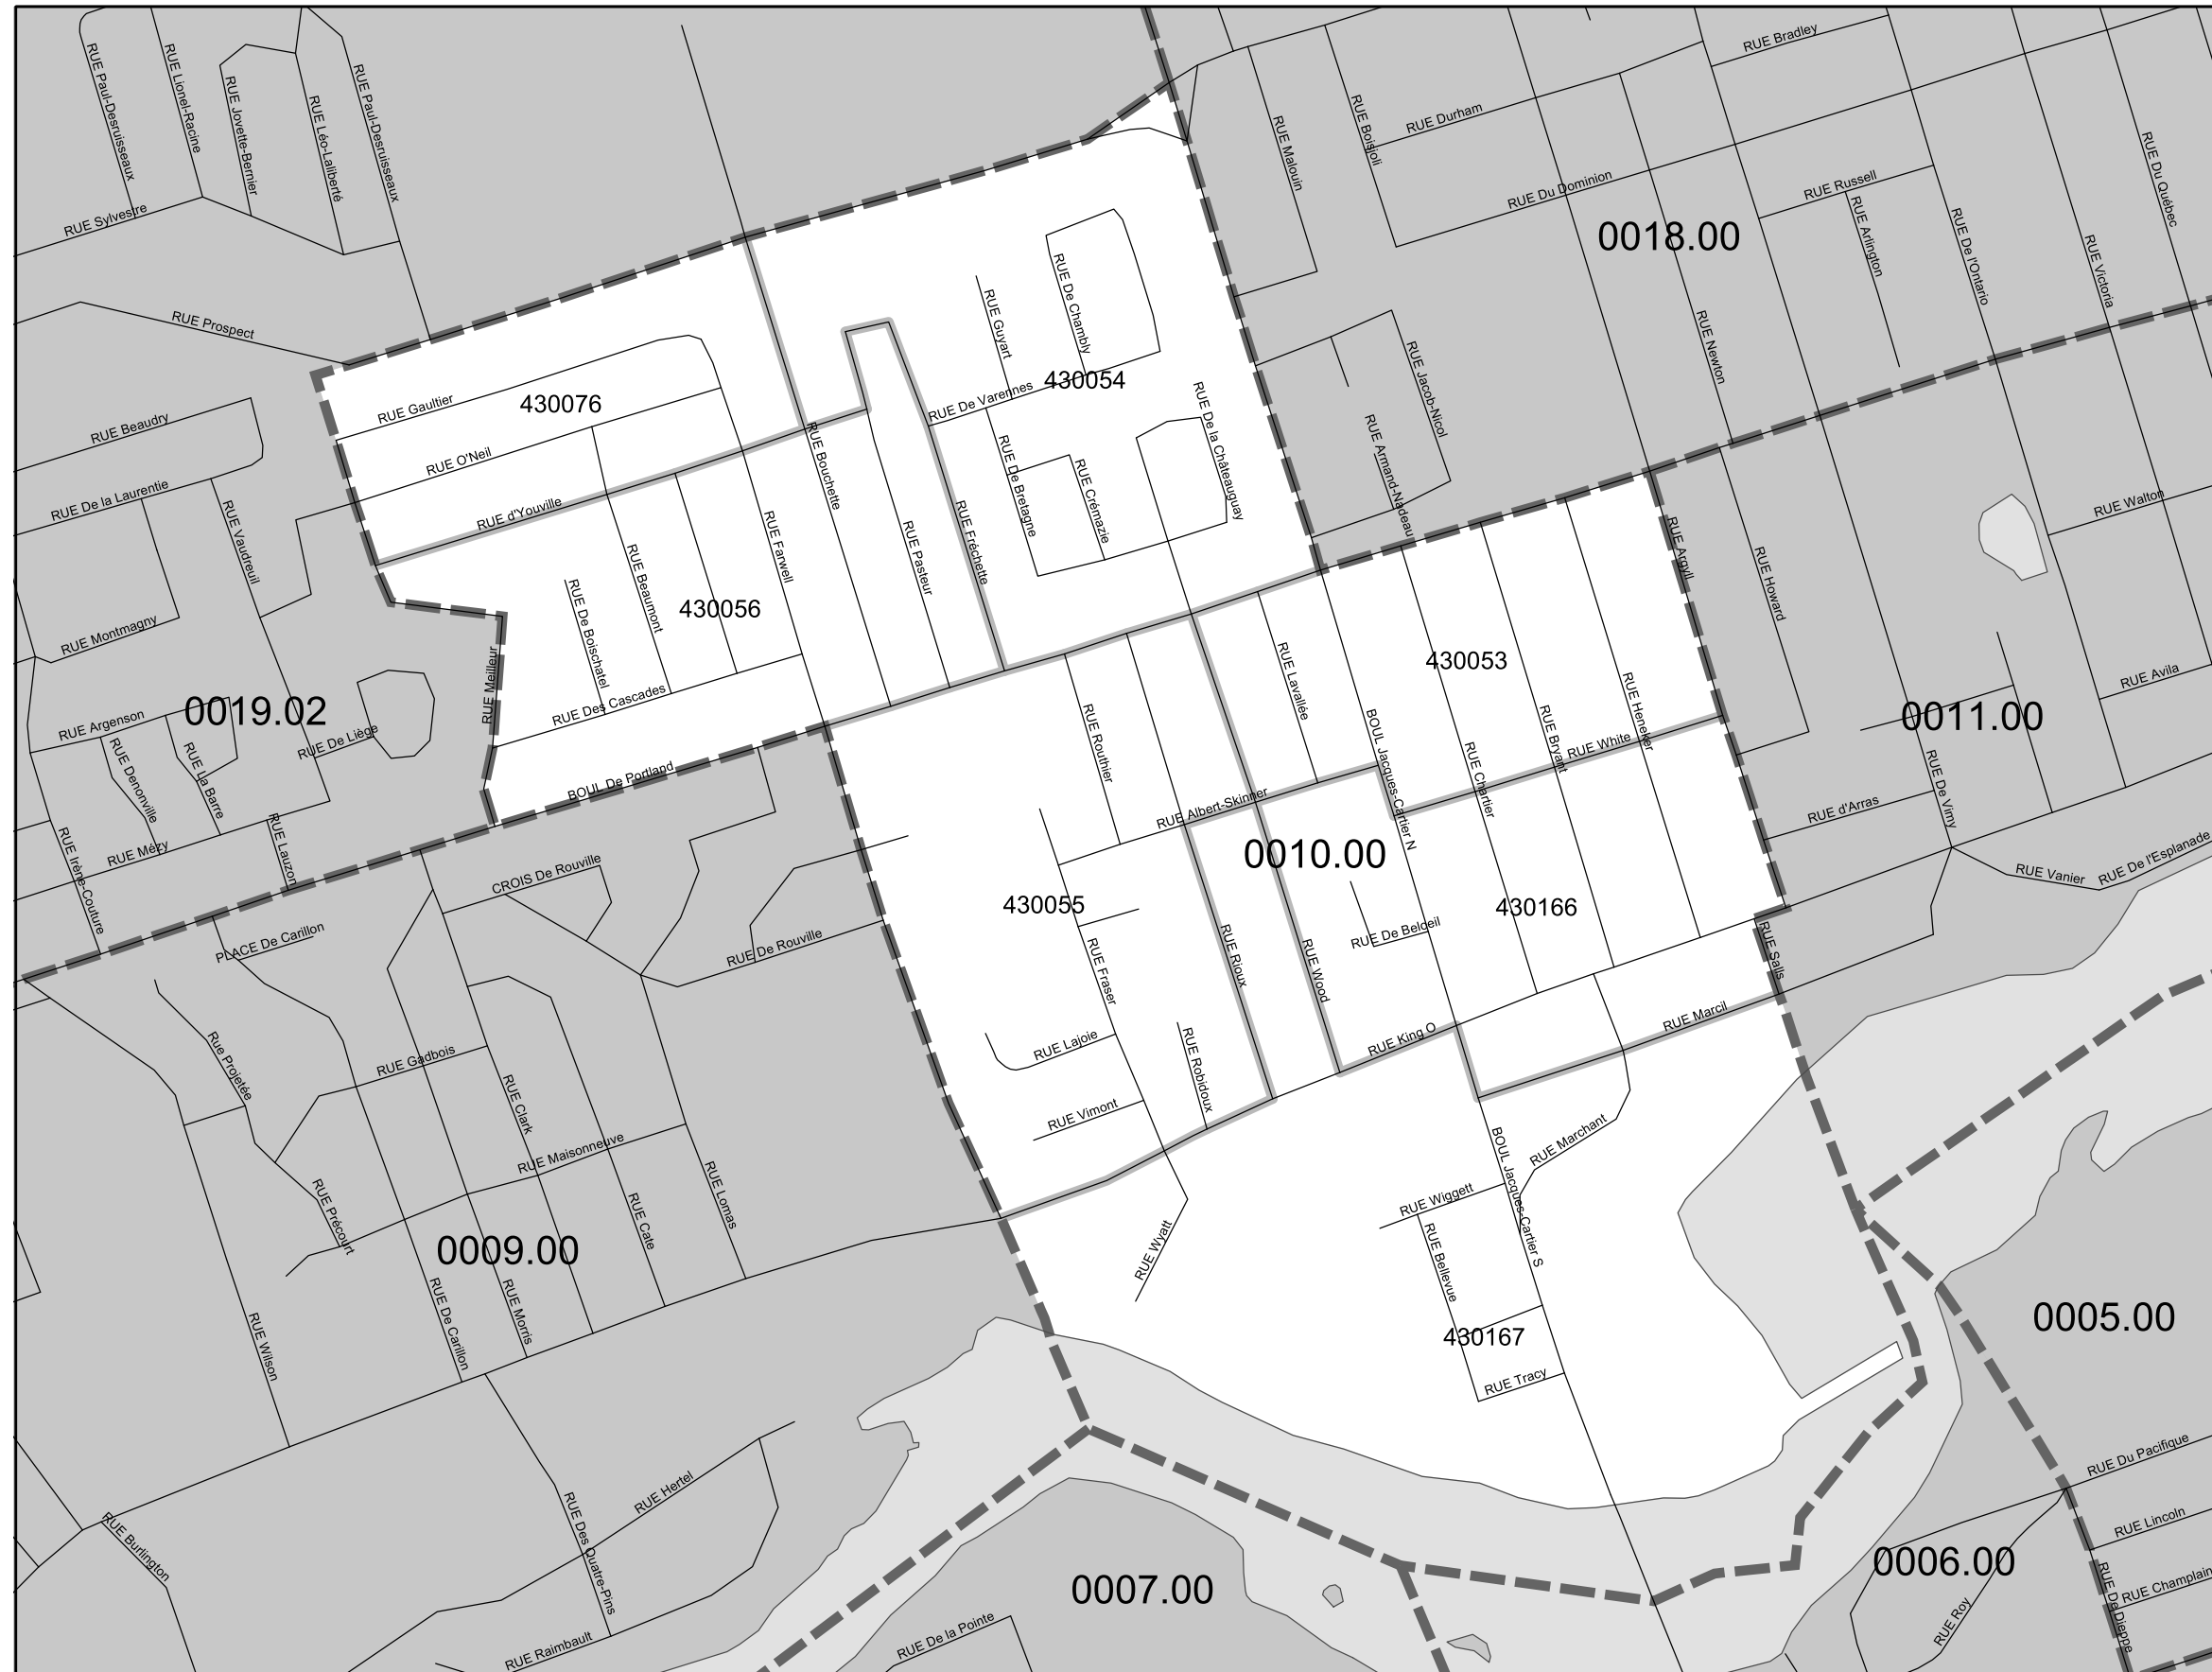 RUE Paul-Desruisseaux
RUE Lionel-Racine
RUE Jovette-Bernier
RUE Léo-Laliberté
RUE Paul-Desruisseaux
RUE Sylvestre
RUE Prospect
RUE Malouin
RUE Boisjoli
RUE Durham
RUE Bradley
RUE Du Dominion
RUE Russell
RUE Arlington
RUE De l'Ontario
RUE Victoria
RUE Du Québec
0018.00
RUE Newton
RUE Jacob-Nicol
RUE Armand-Nadeau
RUE Beaudry
RUE De la Laurentie
RUE Vaudreuil
RUE Montmagny
RUE Argenson
0019.02
RUE De Liège
RUE Denonville
RUE La Barre
RUE Mézy
RUE Lauzon
RUE Irène-Couture
RUE Gaultier
430076
RUE O'Neil
RUE d'Youville
RUE Guyart
RUE De Chambly
RUE De Varennes
430054
RUE De la Châteauguay
RUE De Bretagne
RUE Crémazie
RUE Bouchette
RUE Pasteur
RUE Fréchette
RUE Farwell
RUE Beaumont
RUE De Boischatel
430056
RUE Meilleur
RUE Des Cascades
BOUL De Portland
RUE Argyll
RUE Howard
RUE Walton
RUE Avila
0011.00
RUE De Vimy
RUE d'Arras
RUE Vanier
RUE De l'Esplanade
430053
RUE Lavallée
BOUL Jacques-Cartier N
RUE Chartier
RUE Bryant
RUE Heneker
RUE White
RUE Routhier
RUE Albert-Skinner
0010.00
430055
430166
RUE De Beloeil
RUE Fraser
RUE Rioux
RUE Wood
RUE Salls
RUE King O
RUE Marcil
RUE Lajoie
RUE Robidoux
RUE Vimont
RUE Marchant
BOUL Jacques-Cartier S
RUE Wiggett
RUE Bellevue
RUE Wyatt
430167
RUE Tracy
CROIS De Rouville
RUE De Rouville
PLACE De Carillon
Rue Projetée
RUE Gadbois
RUE Clark
RUE Maisonneuve
RUE Précourt
RUE Cate
RUE Lomas
0009.00
RUE Wilson
RUE De Carillon
RUE Morris
RUE Hertel
RUE Des Quatre-Pins
RUE Burlington
RUE Raimbault
RUE De la Pointe
0007.00
0005.00
0006.00
RUE Du Pacifique
RUE Lincoln
RUE Champlain
RUE De Dieppe
RUE Roy